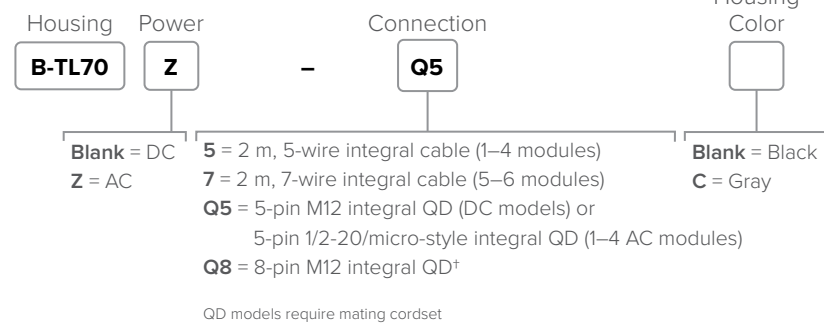 Housing Power Connection Housing
Color
B-TL70 Z – Q5
Blank = DC
Z = AC
5 = 2 m, 5-wire integral cable (1–4 modules)
7 = 2 m, 7-wire integral cable (5–6 modules)
Q5 = 5-pin M12 integral QD (DC models) or
5-pin 1/2-20/micro-style integral QD (1–4 AC modules)
Q8 = 8-pin M12 integral QD†
QD models require mating cordset
Blank = Black
C = Gray